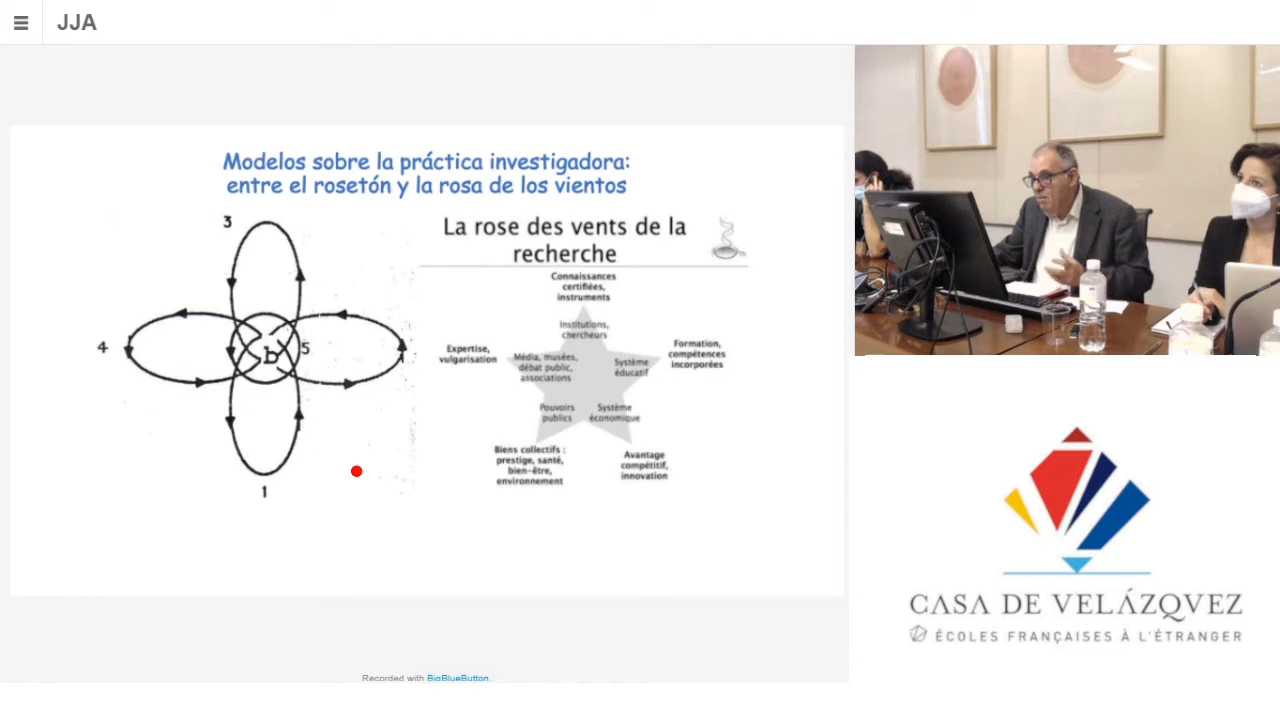 JJA
Modelos sobre la práctica investigadora:
entre el rosetón y la rosa de los vientos
3
4
b
5
1
La rose des vents de la
recherche
Connaissances
certifiées,
instruments
Institutions,
chercheurs
Expertise,
vulgarisation
Média, musées,
débat public,
associations
Système
éducatif
Formation,
compétences
incorporées
Pouvoirs
publics
Système
économique
Biens collectifs :
prestige, santé,
bien-être,
environnement
Avantage
compétitif,
innovation
CASA DE VELÁZQVEZ
ÉCOLES FRANÇAISES À L'ÉTRANGER
Recorded with BigBlueButton.